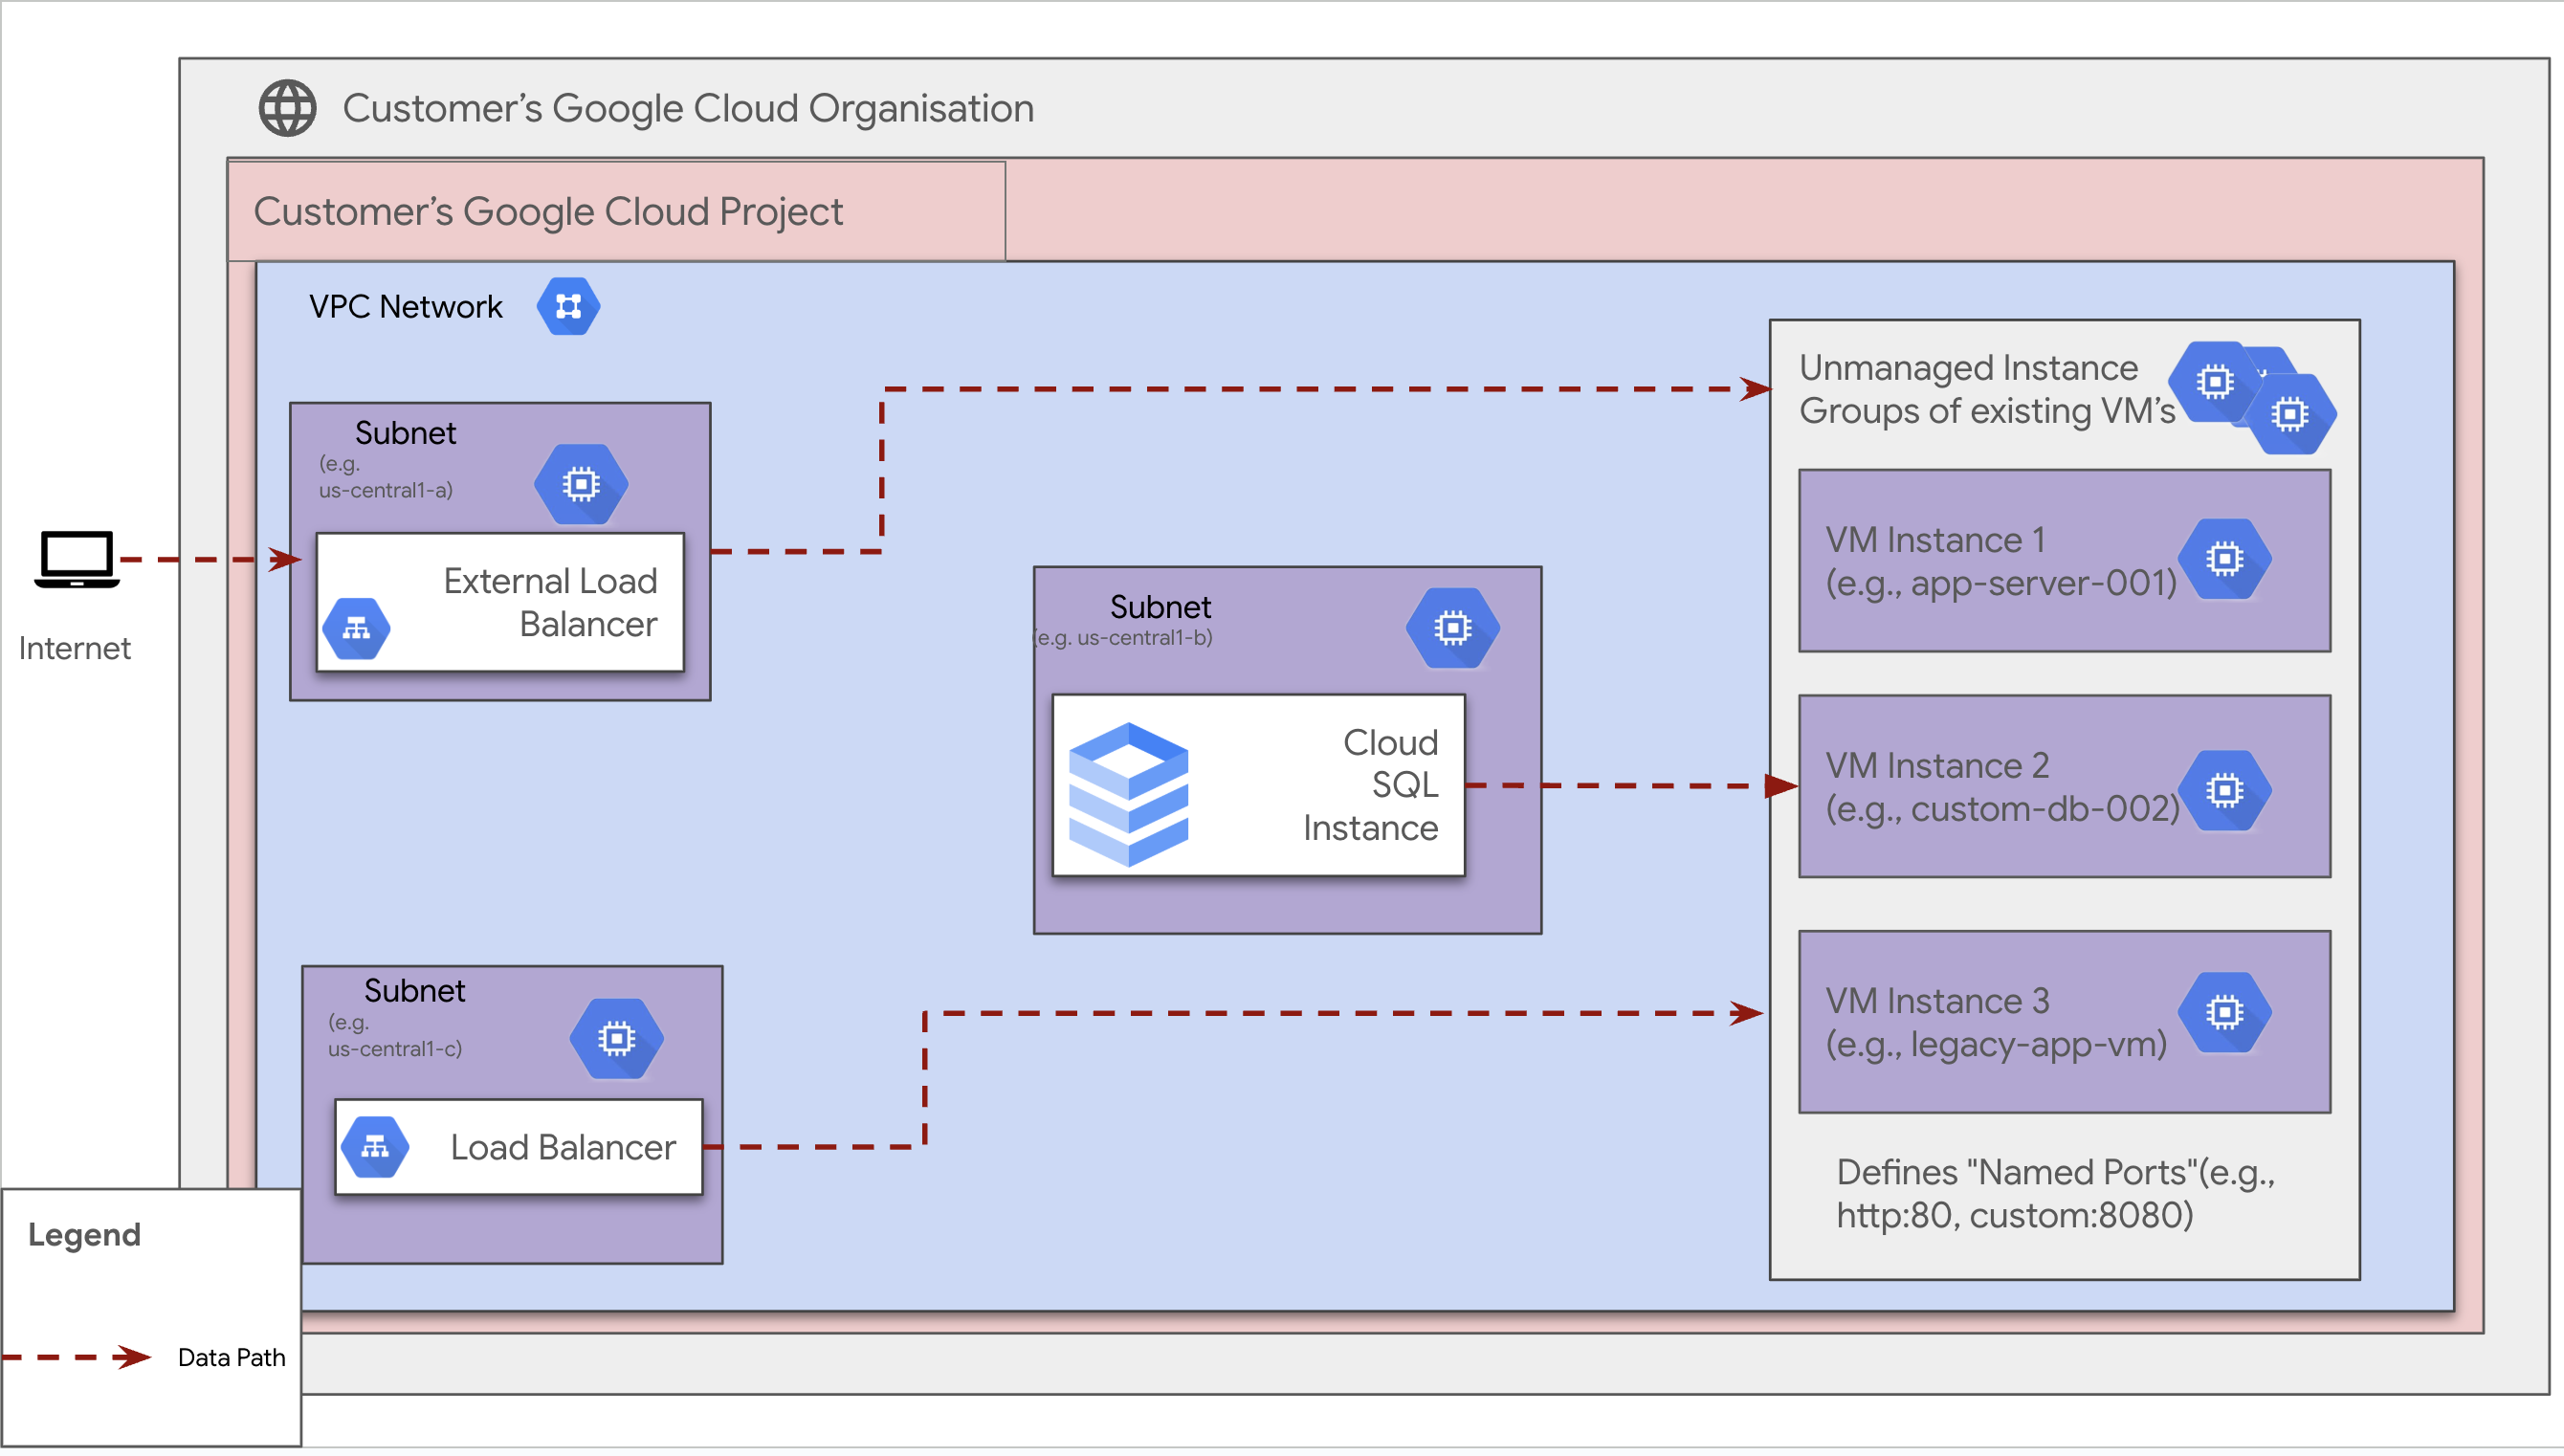 Customer’s Google Cloud Organisation
Customer’s Google Cloud Project
VPC Network
Subnet
(e.g.
us-central1-a)
External Load
Balancer
Internet
Subnet
(e.g. us-central1-b)
Cloud
SQL
Instance
Subnet
(e.g.
us-central1-c)
Load Balancer
Unmanaged Instance
Groups of existing VM’s
VM Instance 1
(e.g., app-server-001)
VM Instance 2
(e.g., custom-db-002)
VM Instance 3
(e.g., legacy-app-vm)
Defines "Named Ports"(e.g.,
http:80, custom:8080)
Legend
Data Path